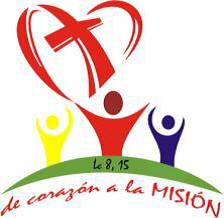 Lc 8, 15
de corazón a la MISIÓN